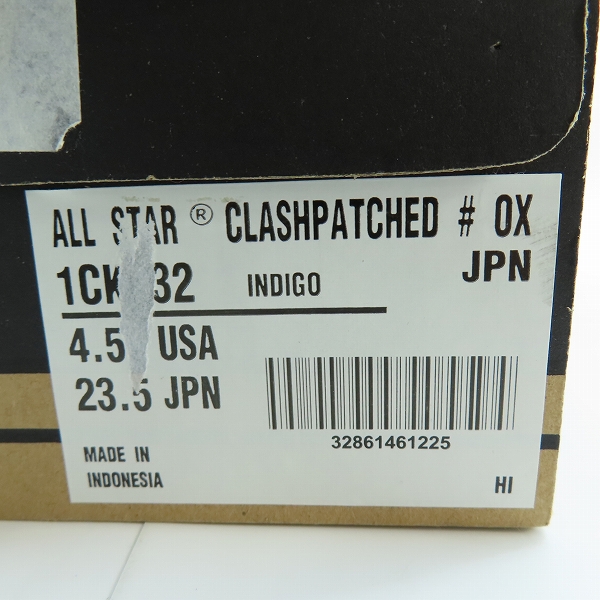 ALL STAR ® CLASHPATCHED # OX
JPN
INDIGO
4.5 USA
23.5 JPN
32861461225
MADE IN
INDONESIA
HI